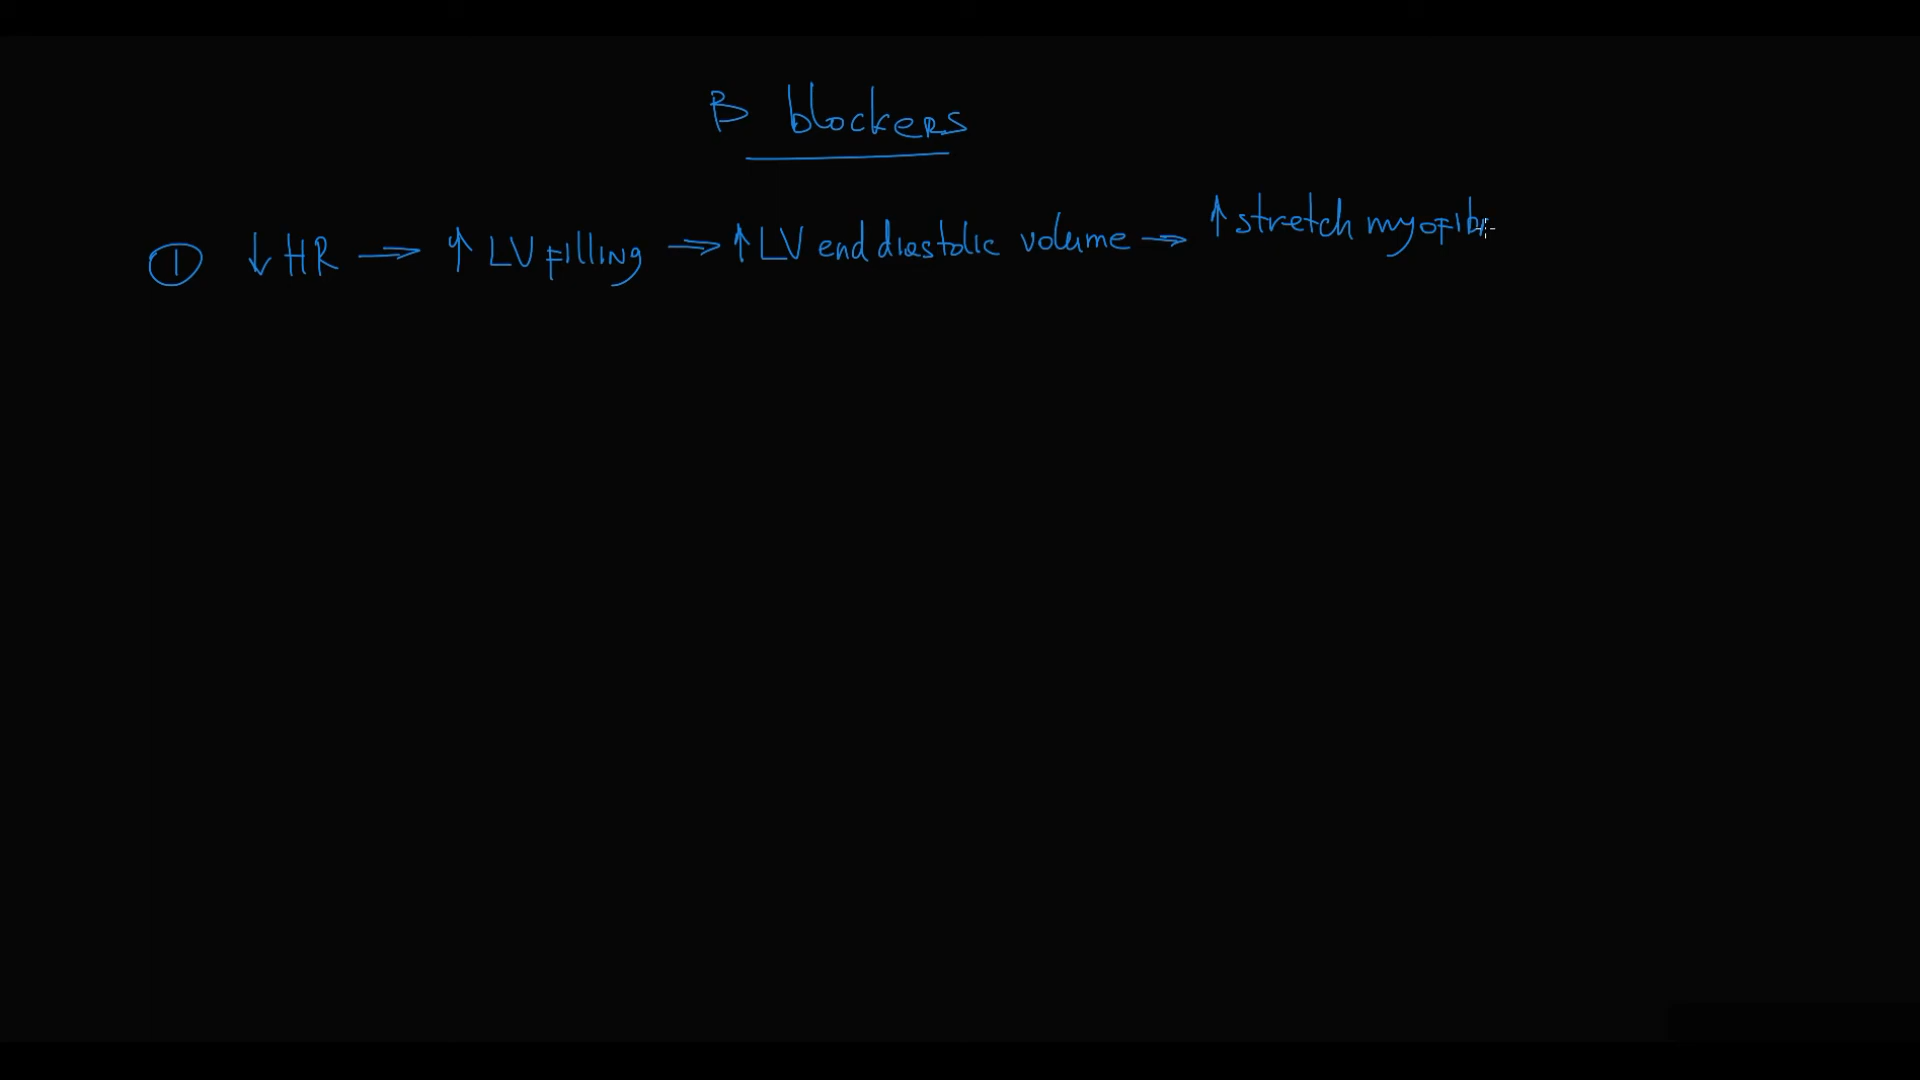 B blockers
① ↓ HR → ↑ LV filling → ↑ LV end diastolic volume → ↑ stretch myofib